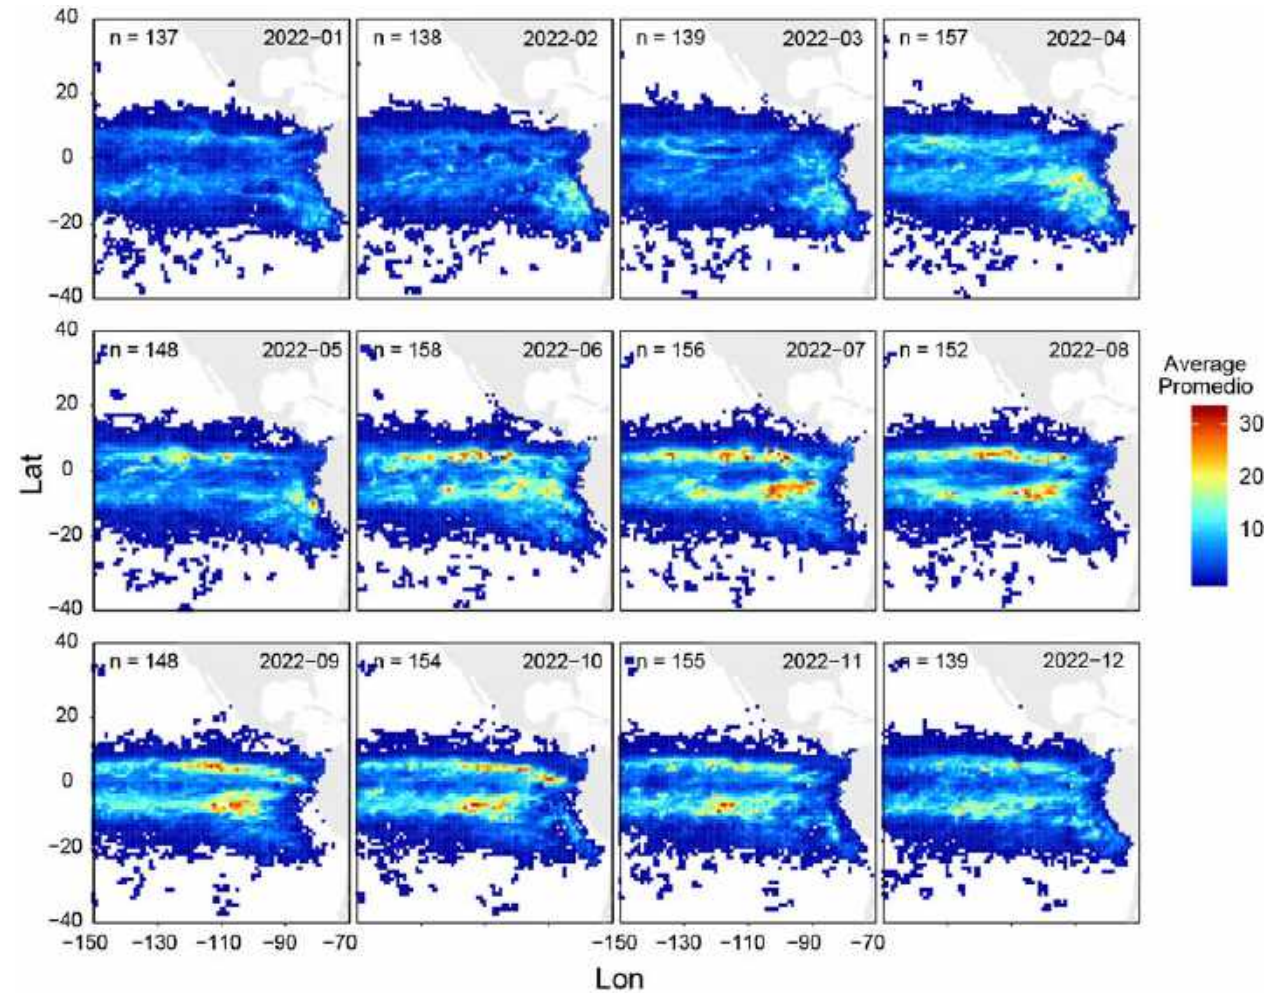 40
n = 137 2022-01 n = 138 2022-02 n = 139 2022-03 n = 157 2022-04
20
0
-20
-40
40
n = 148 2022-05 n = 158 2022-06 n = 156 2022-07 n = 152 2022-08
Average
Promedio
30
20
10
20
Lat
0
-20
-40
40
n = 148 2022-09 n = 154 2022-10 n = 155 2022-11 n = 139 2022-12
20
0
-20
-40
-150 -130 -110 -90 -70 -150 -130 -110 -90 -70
Lon